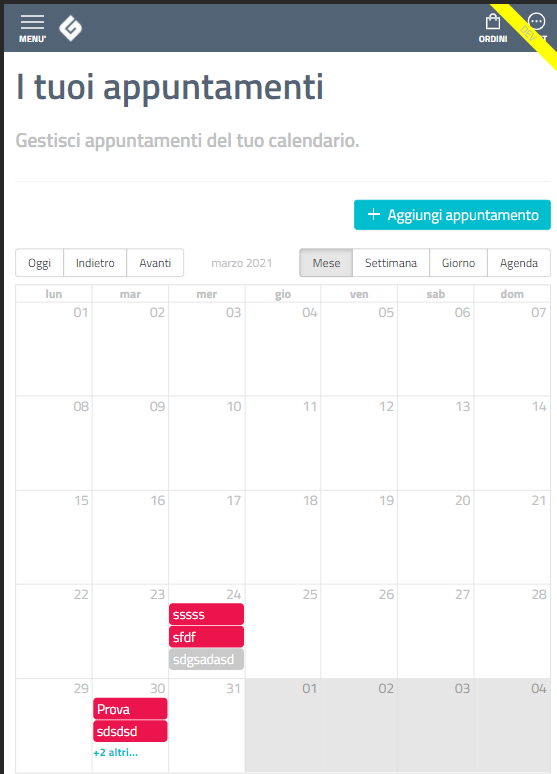 MENU'
ORDINI
DEV
I tuoi appuntamenti
Gestisci appuntamenti del tuo calendario.
+ Aggiungi appuntamento
Oggi Indietro Avanti marzo 2021 Mese Settimana Giorno Agenda
lun mar mer gio ven sab dom
01 02 03 04 05 06 07
08 09 10 11 12 13 14
15 16 17 18 19 20 21
22 23 24 25 26 27 28
sssss
sfdf
sdgsadasd
29 30 31 01 02 03 04
Prova
sdsdsd
+2 altri...